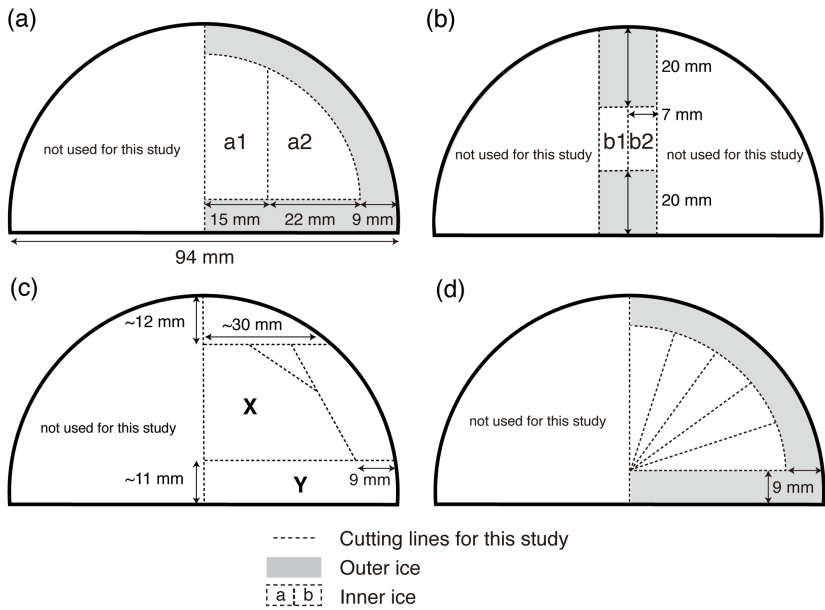 (a)
not used for this study
a1
a2
15 mm
22 mm
9 mm
94 mm
(b)
20 mm
7 mm
not used for this study
b1
b2
not used for this study
20 mm
(c)
~12 mm
~30 mm
not used for this study
X
~11 mm
Y
9 mm
(d)
not used for this study
9 mm
Cutting lines for this study
Outer ice
a
b
Inner ice